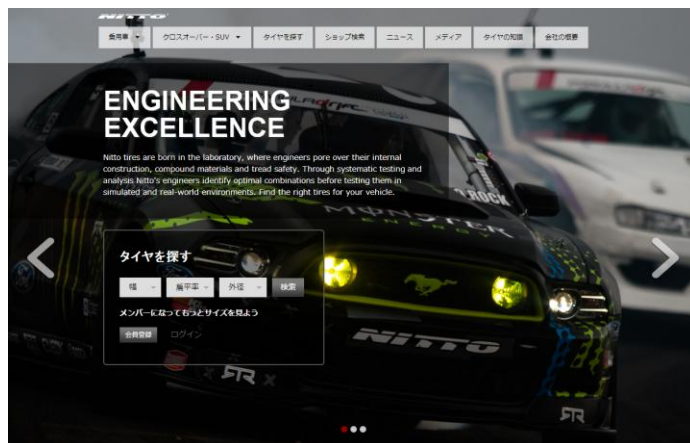 NITTO
乗用車
クロスオーバー・SUV
タイヤを探す
ショップ検索
ニュース
メディア
タイヤの知識
会社の概要
ENGINEERING
EXCELLENCE
Nitto tires are born in the laboratory, where engineers pore over their internal
construction, compound materials and tread safety. Through systematic testing and
analysis Nitto's engineers identify optimal combinations before testing them in
simulated and real-world environments. Find the right tires for your vehicle.
タイヤを探す
幅
扁平率
外径
検索
メンバーになってもっとサイズを見よう
会員登録
ログイン
MONSTER
ENERGY
ROCK
NITTO
RTR
RTR